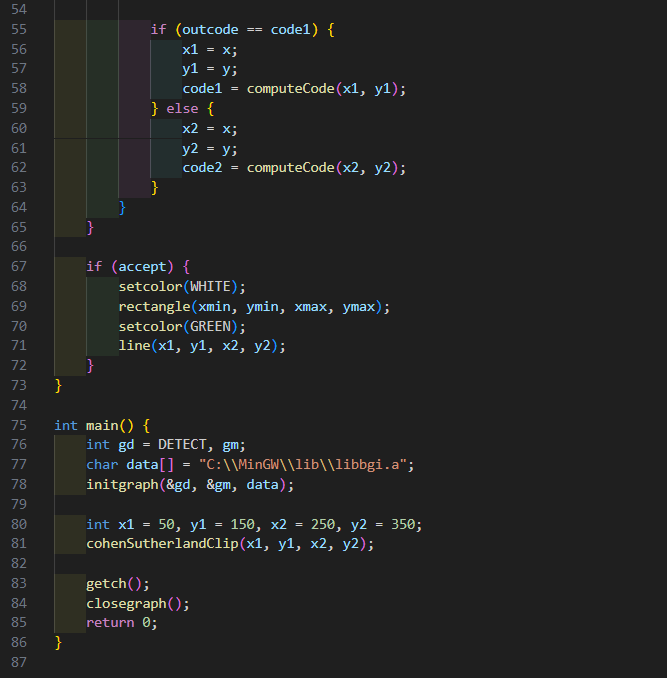 54
55 if (outcode == code1) {
56 x1 = x;
57 y1 = y;
58 code1 = computeCode(x1, y1);
59 } else {
60 x2 = x;
61 y2 = y;
62 code2 = computeCode(x2, y2);
63 }
64 }
65 }
66
67 if (accept) {
68 setcolor(WHITE);
69 rectangle(xmin, ymin, xmax, ymax);
70 setcolor(GREEN);
71 line(x1, y1, x2, y2);
72 }
73 }
74
75 int main() {
76 int gd = DETECT, gm;
77 char data[] = "C:\\MinGW\\lib\\libbgi.a";
78 initgraph(&gd, &gm, data);
79
80 int x1 = 50, y1 = 150, x2 = 250, y2 = 350;
81 cohenSutherlandClip(x1, y1, x2, y2);
82
83 getch();
84 closegraph();
85 return 0;
86 }
87